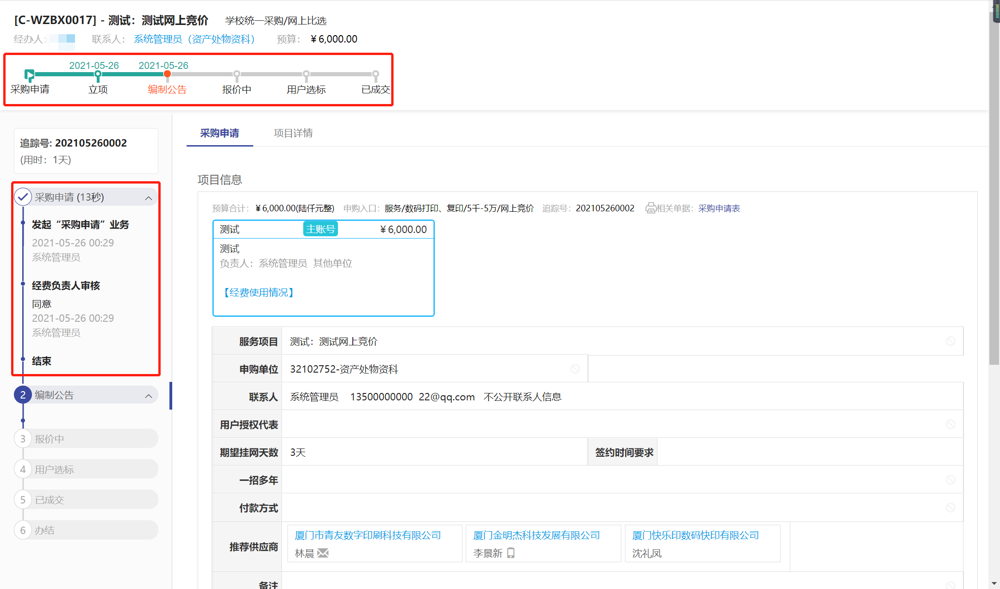 [C-WZBX0017] - 测试：测试网上竞价 学校统一采购/网上比选
经办人： 联系人： 系统管理员（资产处物资科） 预算： ¥ 6,000.00
2021-05-26 2021-05-26
采购申请 立项 编制公告 报价中 用户选标 已成交
追踪号: 202105260002
(用时：1天)
采购申请 (13秒)
发起“采购申请”业务
2021-05-26 00:29
系统管理员
经费负责人审核
同意
2021-05-26 00:29
系统管理员
结束
2 编制公告
3 报价中
4 用户选标
5 已成交
6 办结
采购申请 项目详情
项目信息
预算合计： ¥ 6,000.00(陆仟元整) 申购入口： 服务/数码打印、复印/5千-5万/网上竞价 追踪号： 202105260002 相关单据： 采购申请表
测试 主账号 ¥ 6,000.00
测试
负责人：系统管理员 其他单位
【经费使用情况】
服务项目 测试：测试网上竞价
申购单位 32102752-资产处物资科
联系人 系统管理员 13500000000 22@qq.com 不公开联系人信息
用户授权代表
期望挂网天数 3天 签约时间要求
一招多年
付款方式
推荐供应商
厦门市青友数字印刷科技有限公司 厦门金明杰科技发展有限公司 厦门快乐印数码快印有限公司
林晨 李景新 沈礼凤
备注